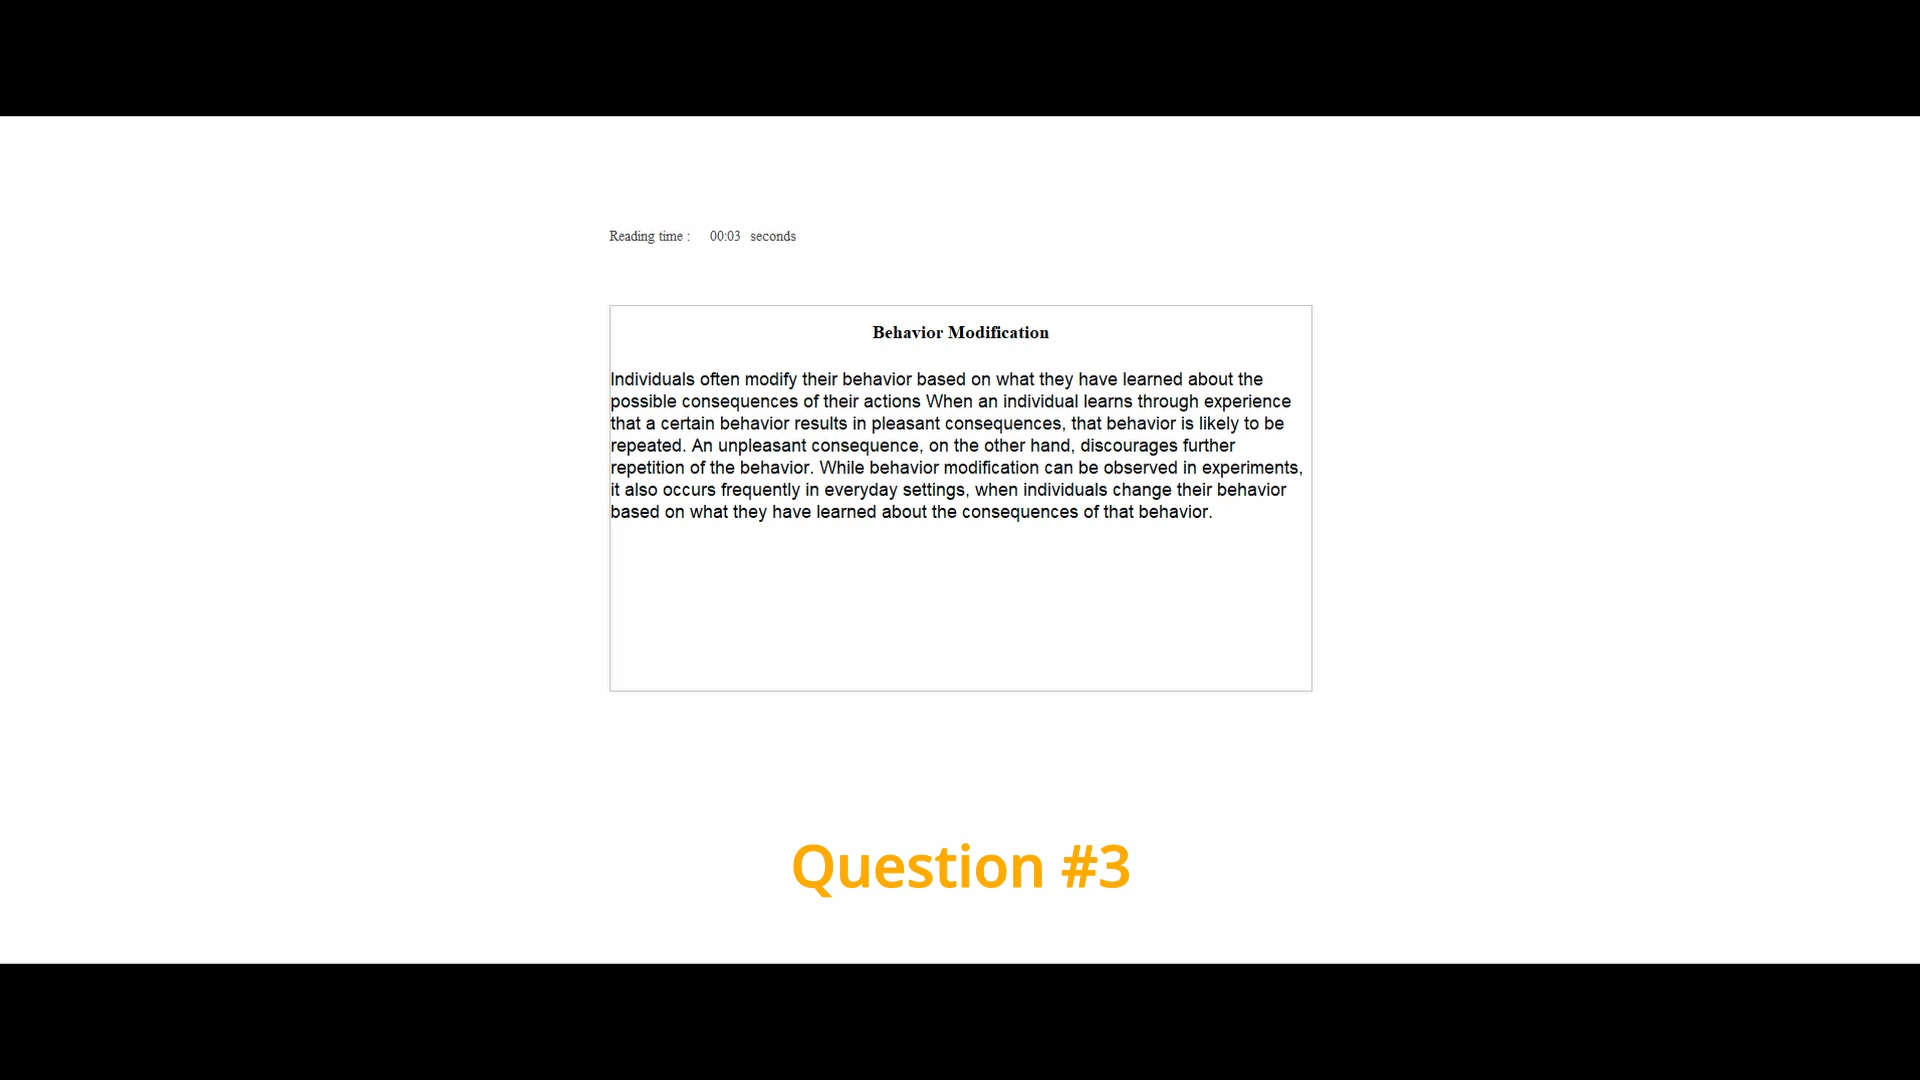 Reading time : 00:03 seconds
Behavior Modification
Individuals often modify their behavior based on what they have learned about the
possible consequences of their actions When an individual learns through experience
that a certain behavior results in pleasant consequences, that behavior is likely to be
repeated. An unpleasant consequence, on the other hand, discourages further
repetition of the behavior. While behavior modification can be observed in experiments,
it also occurs frequently in everyday settings, when individuals change their behavior
based on what they have learned about the consequences of that behavior.
Question #3